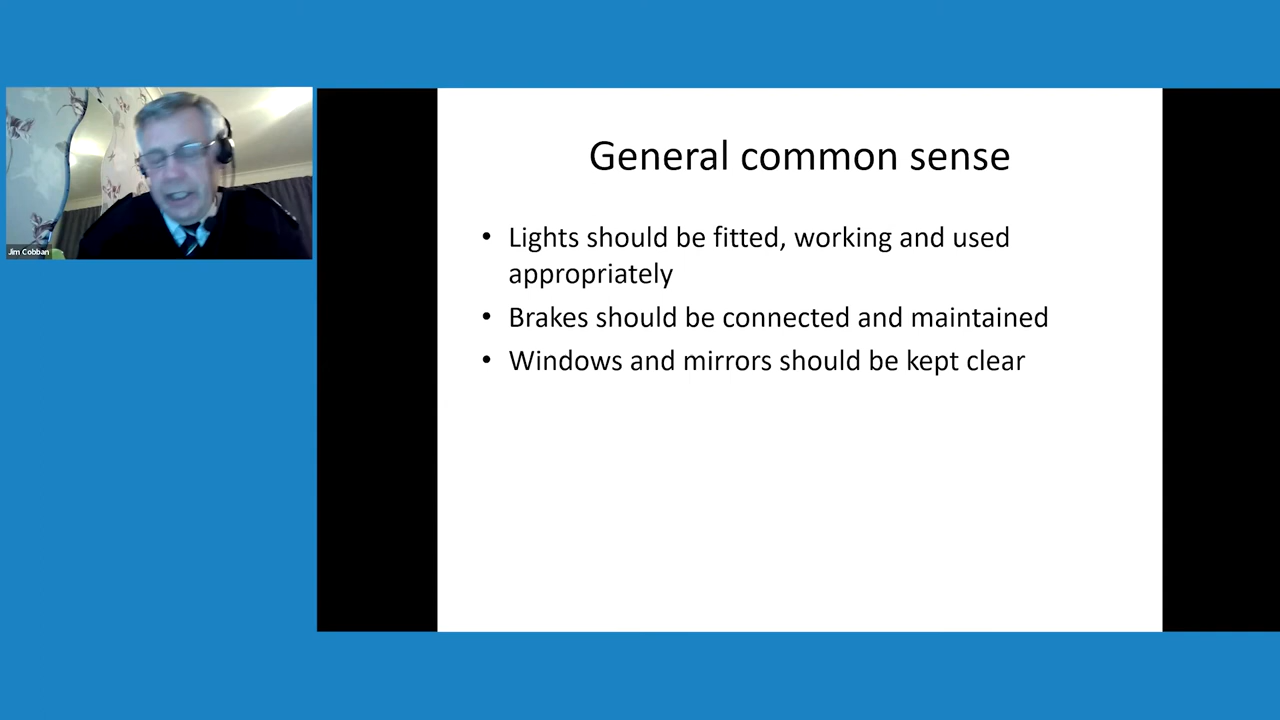 Jim Cobban
General common sense
• Lights should be fitted, working and used
appropriately
• Brakes should be connected and maintained
• Windows and mirrors should be kept clear